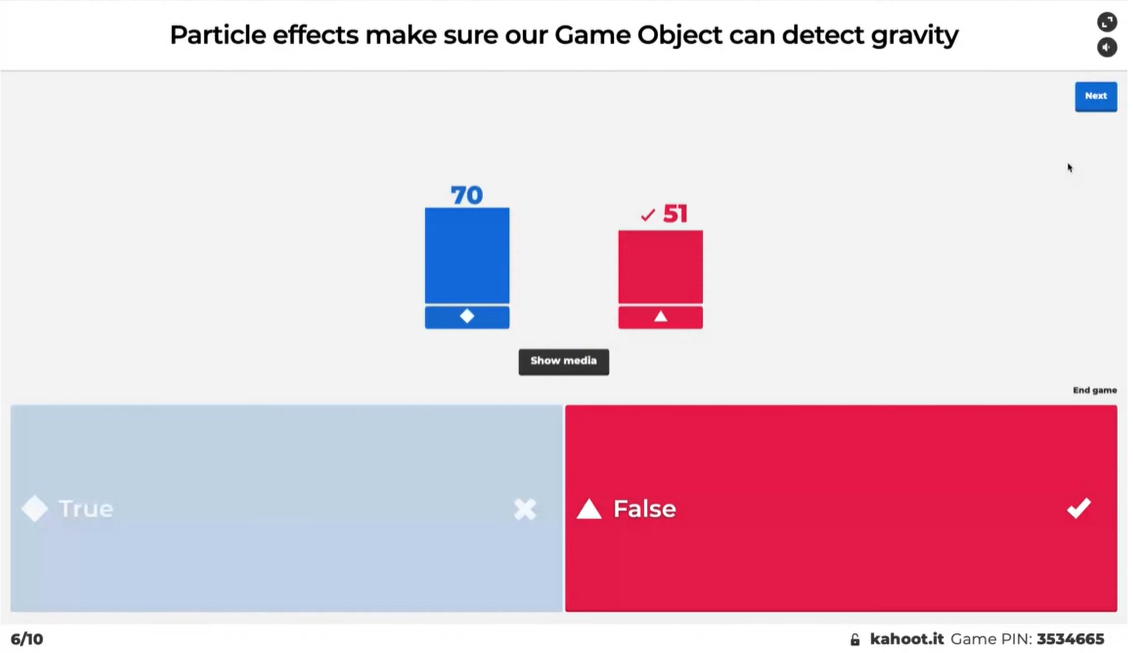 Particle effects make sure our Game Object can detect gravity
Next
70
51
Show media
End game
True
False
6/10
kahoot.it Game PIN: 3534665